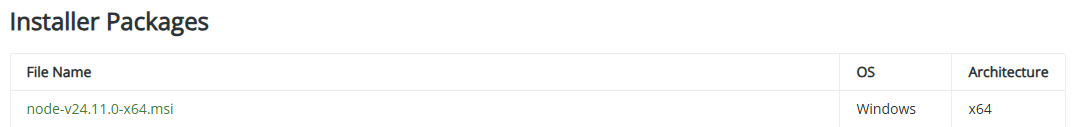 Installer Packages
File Name OS Architecture
node-v24.11.0-x64.msi Windows x64